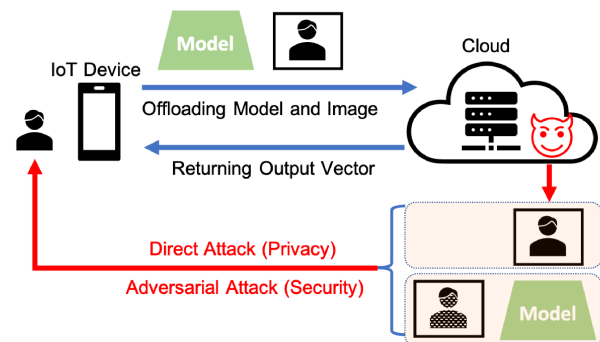 Model
Cloud
IoT Device
Offloading Model and Image
Returning Output Vector
Direct Attack (Privacy)
Adversarial Attack (Security)
Model